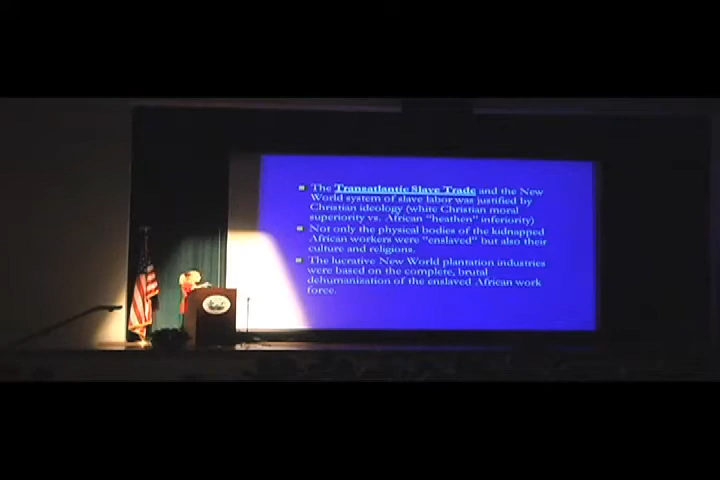 The Transatlantic Slave Trade and the New
World system of slave labor was justified by
Christian ideology (white Christian moral
superiority vs. African "heathen" inferiority)
Not only the physical bodies of the kidnapped
African workers were "enslaved" but also their
culture and religions.
The lucrative New World plantation industries
were based on the complete, brutal
dehumanization of the enslaved African work
force.